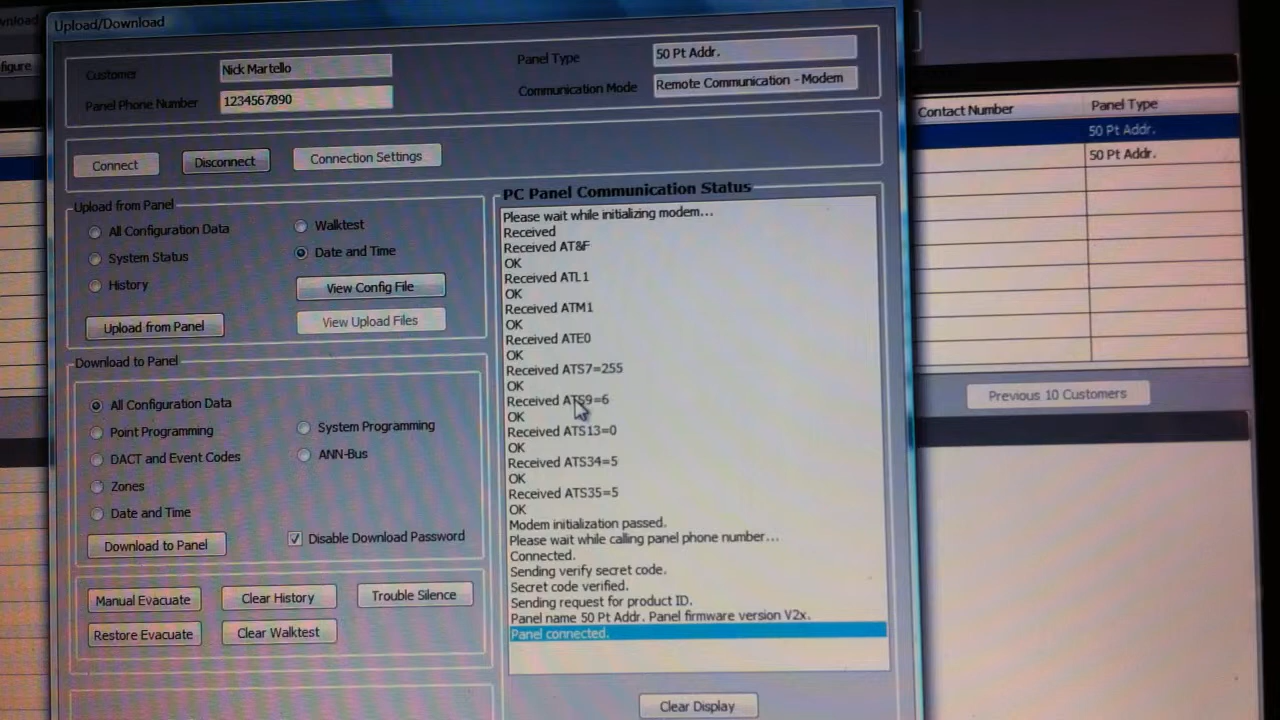 Upload/Download
Customer
Nick Martello
Panel Type
50 Pt Addr.
Panel Phone Number
1234567890
Communication Mode
Remote Communication - Modem
Connect
Disconnect
Connection Settings
Upload from Panel
All Configuration Data
Walktest
System Status
Date and Time
History
View Config File
Upload from Panel
View Upload Files
Download to Panel
All Configuration Data
Point Programming
System Programming
DACT and Event Codes
ANN-Bus
Zones
Date and Time
Download to Panel
Disable Download Password
Manual Evacuate
Clear History
Trouble Silence
Restore Evacuate
Clear Walktest
PC Panel Communication Status
Please wait while initializing modem...
Received
Received AT&F
OK
Received ATL1
OK
Received ATM1
OK
Received ATE0
OK
Received ATS7=255
OK
Received ATS9=6
OK
Received ATS13=0
OK
Received ATS34=5
OK
Received ATS35=5
OK
Modem initialization passed.
Please wait while calling panel phone number...
Connected.
Sending verify secret code.
Secret code verified.
Sending request for product ID.
Panel name 50 Pt Addr. Panel firmware version V2x.
Panel connected.
Clear Display
Contact Number
Panel Type
50 Pt Addr.
50 Pt Addr.
Previous 10 Customers